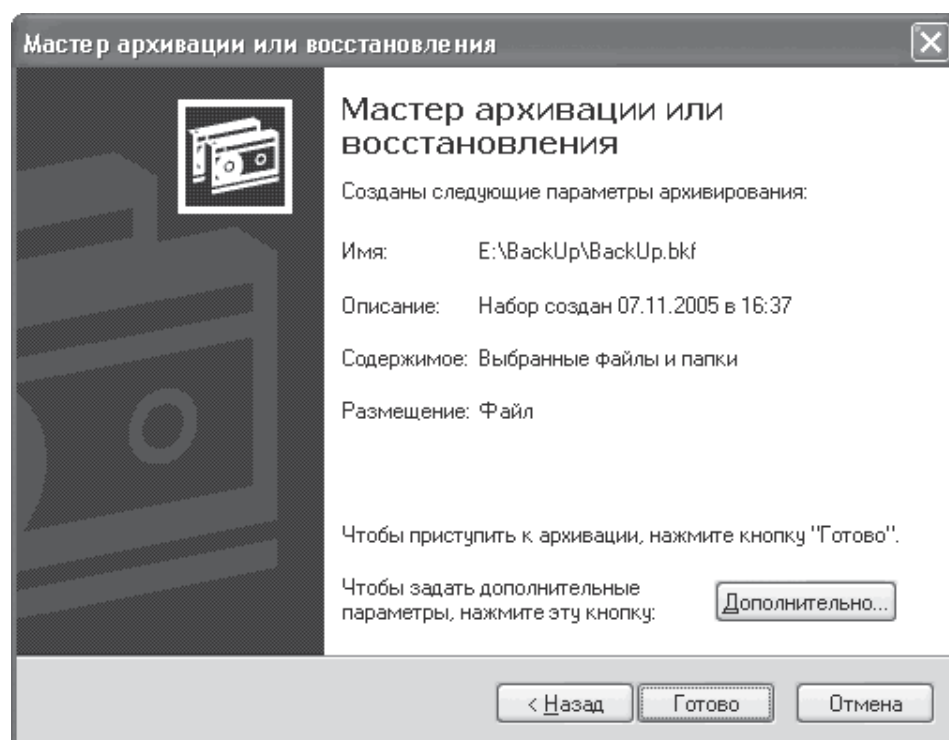 Мастер архивации или восстановления
Мастер архивации или
восстановления
Созданы следующие параметры архивирования:
Имя: E:\BackUp\BackUp.bkf
Описание: Набор создан 07.11.2005 в 16:37
Содержимое: Выбранные файлы и папки
Размещение: Файл
Чтобы приступить к архивации, нажмите кнопку "Готово".
Чтобы задать дополнительные
параметры, нажмите эту кнопку:
Дополнительно...
< Назад Готово Отмена